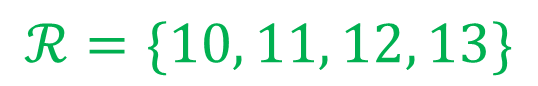 ℛ = {10, 11, 12, 13}